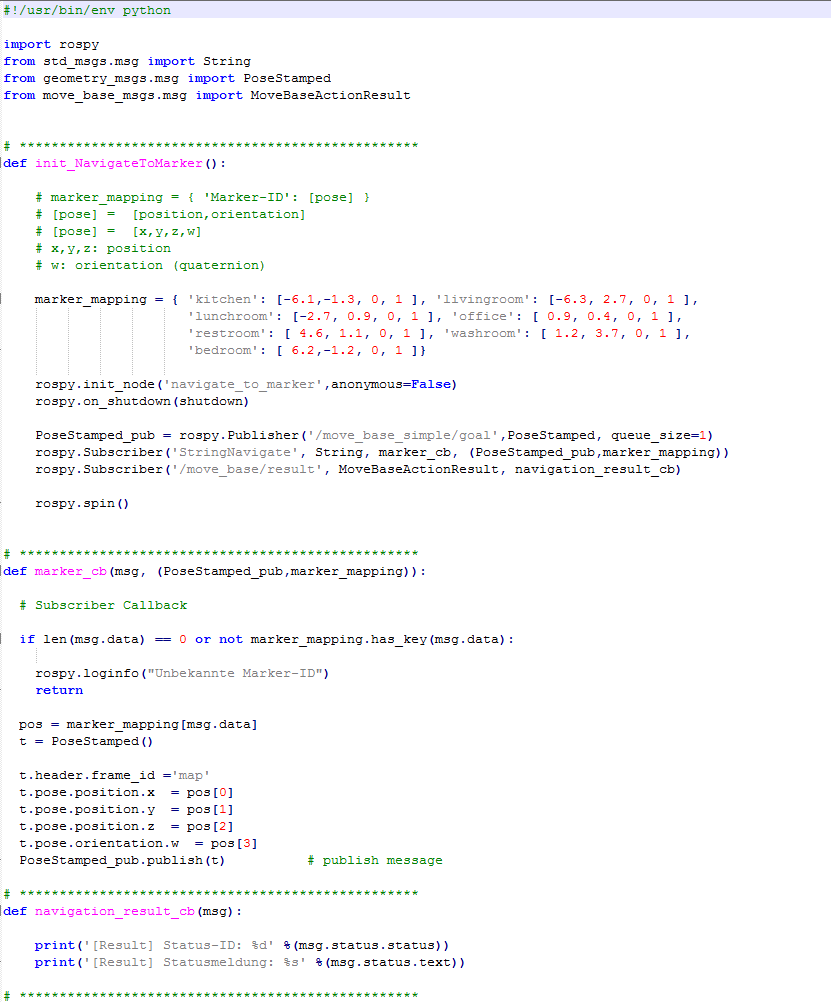 #!/usr/bin/env python
import rospy
from std_msgs.msg import String
from geometry_msgs.msg import PoseStamped
from move_base_msgs.msg import MoveBaseActionResult
# **************************************************
def init_NavigateToMarker():
# marker_mapping = { 'Marker-ID': [pose] }
# [pose] =  [position,orientation]
# [pose] =  [x,y,z,w]
# x,y,z: position
# w: orientation (quaternion)
marker_mapping = { 'kitchen': [-6.1,-1.3, 0, 1 ], 'livingroom': [-6.3, 2.7, 0, 1 ],
'lunchroom': [-2.7, 0.9, 0, 1 ], 'office': [ 0.9, 0.4, 0, 1 ],
'restroom': [ 4.6, 1.1, 0, 1 ], 'washroom': [ 1.2, 3.7, 0, 1 ],
'bedroom': [ 6.2,-1.2, 0, 1 ]}
rospy.init_node('navigate_to_marker',anonymous=False)
rospy.on_shutdown(shutdown)
PoseStamped_pub = rospy.Publisher('/move_base_simple/goal',PoseStamped, queue_size=1)
rospy.Subscriber('StringNavigate', String, marker_cb, (PoseStamped_pub,marker_mapping))
rospy.Subscriber('/move_base/result', MoveBaseActionResult, navigation_result_cb)
rospy.spin()
# **************************************************
def marker_cb(msg, (PoseStamped_pub,marker_mapping)):
# Subscriber Callback
if len(msg.data) == 0 or not marker_mapping.has_key(msg.data):
rospy.loginfo("Unbekannte Marker-ID")
return
pos = marker_mapping[msg.data]
t = PoseStamped()
t.header.frame_id ='map'
t.pose.position.x  = pos[0]
t.pose.position.y  = pos[1]
t.pose.position.z  = pos[2]
t.pose.orientation.w  = pos[3]
PoseStamped_pub.publish(t)          # publish message
# **************************************************
def navigation_result_cb(msg):
print('[Result] Status-ID: %d' %(msg.status.status))
print('[Result] Statusmeldung: %s' %(msg.status.text))
# **************************************************